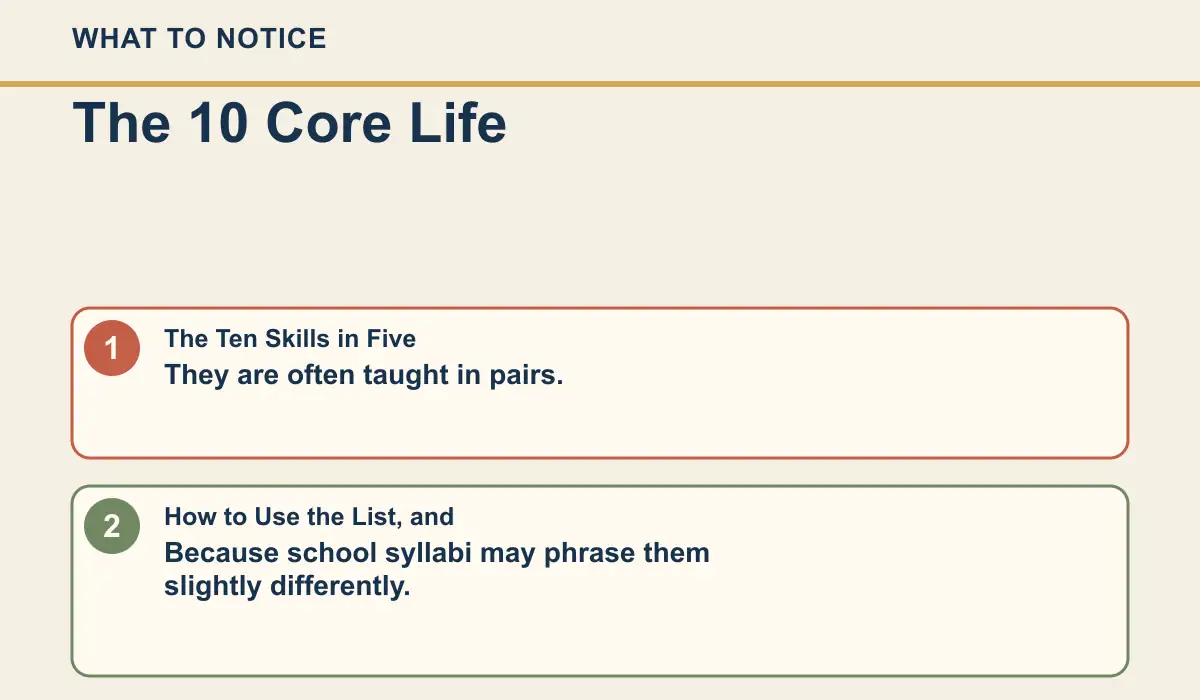 WHAT TO NOTICE
The 10 Core Life
1
The Ten Skills in Five
They are often taught in pairs.
2
How to Use the List, and
Because school syllabi may phrase them
slightly differently.